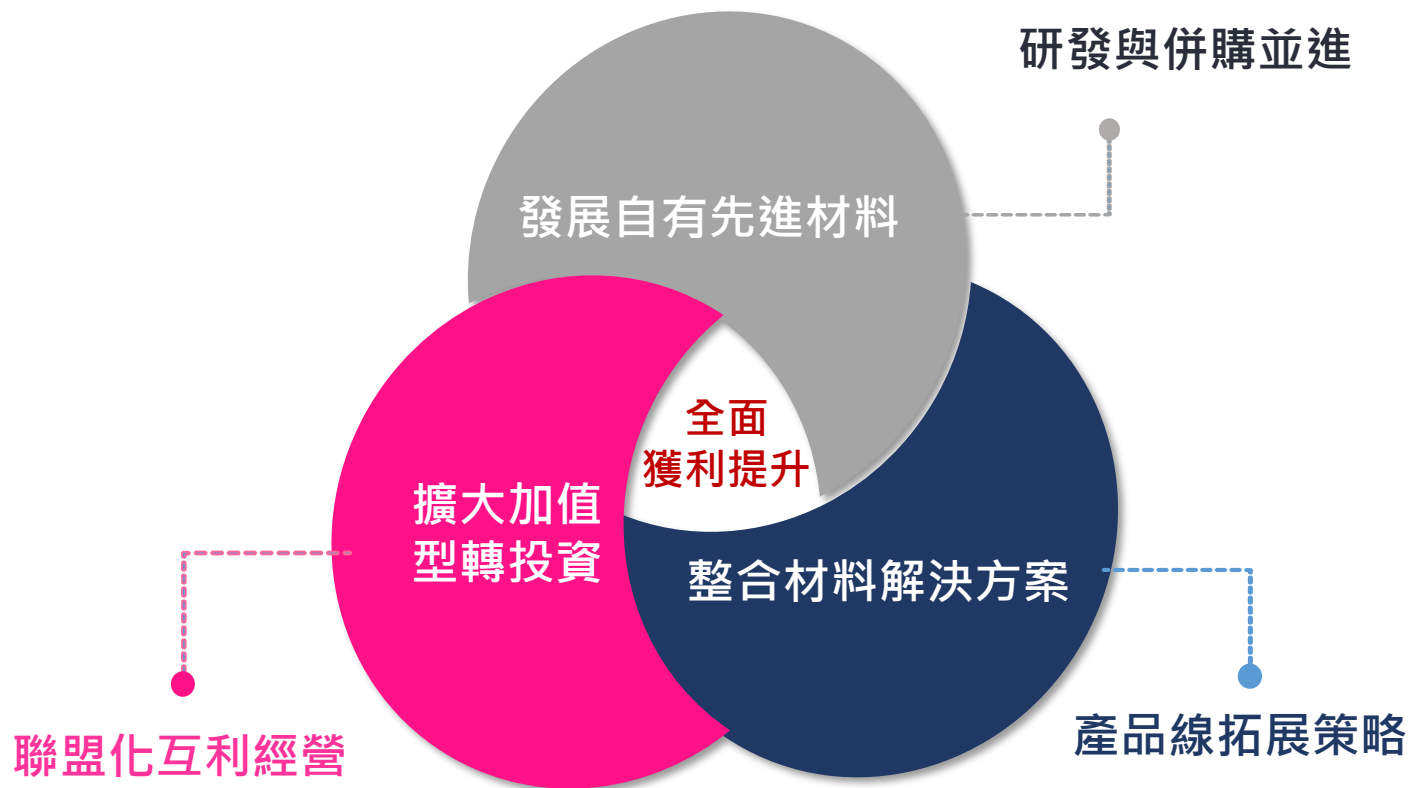 研發與併購並進
發展自有先進材料
全面
獲利提升
擴大加值
型轉投資
整合材料解決方案
聯盟化互利經營
產品線拓展策略